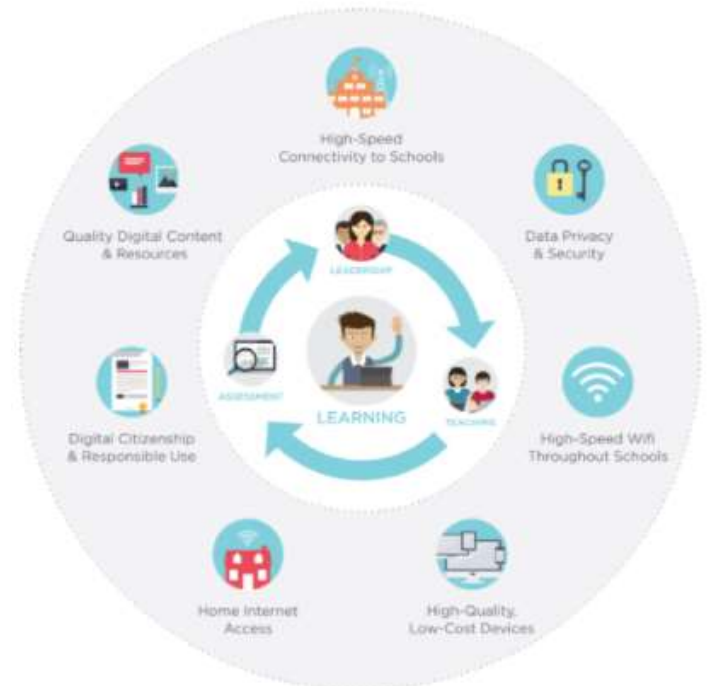 High-Speed
Connectivity to Schools
Data Privacy
& Security
High-Speed Wifi
Throughout Schools
High-Quality,
Low-Cost Devices
Home Internet
Access
Digital Citizenship
& Responsible Use
Quality Digital Content
& Resources
LEADERSHIP
TEACHING
ASSESSMENT
LEARNING